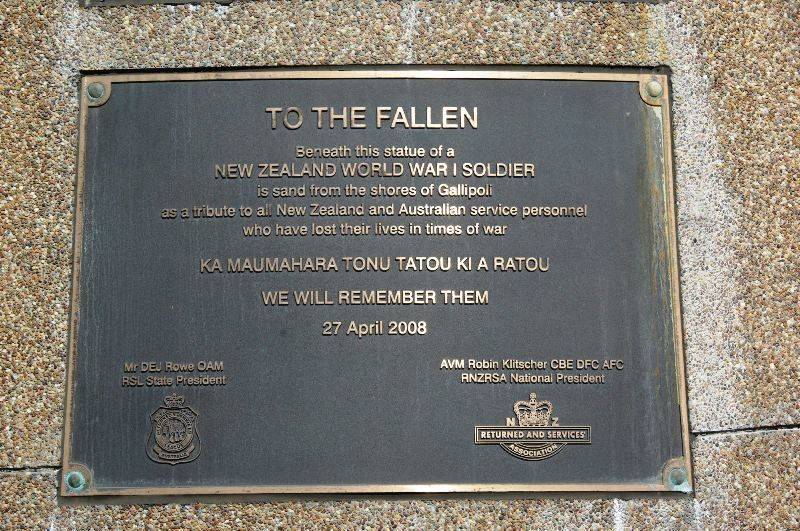 TO THE FALLEN
Beneath this statue of a
NEW ZEALAND WORLD WAR I SOLDIER
is sand from the shores of Gallipoli
as a tribute to all New Zealand and Australian service personnel
who have lost their lives in times of war
KA MAUMAHARA TONU TATOU KI A RATOU
WE WILL REMEMBER THEM
27 April 2008
Mr DEJ Rowe OAM
RSL State President
AVM Robin Klitscher CBE DFC AFC
RNZRSA National President
AUSTRALIA
N Z
RETURNED AND SERVICES'
ASSOCIATION